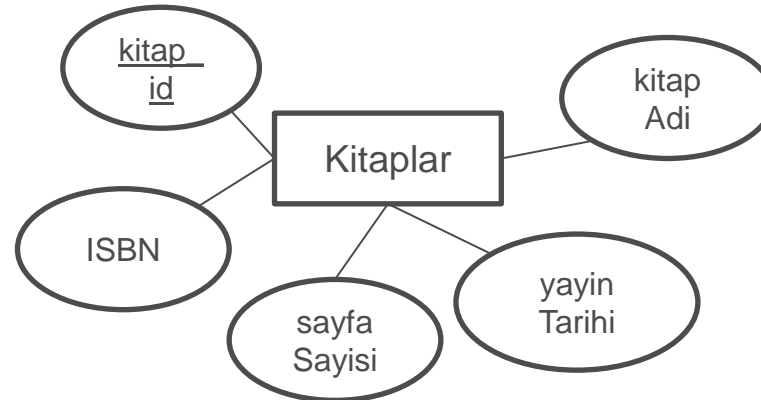 kitap_
id
kitap
Adi
Kitaplar
ISBN
yayin
Tarihi
sayfa
Sayisi